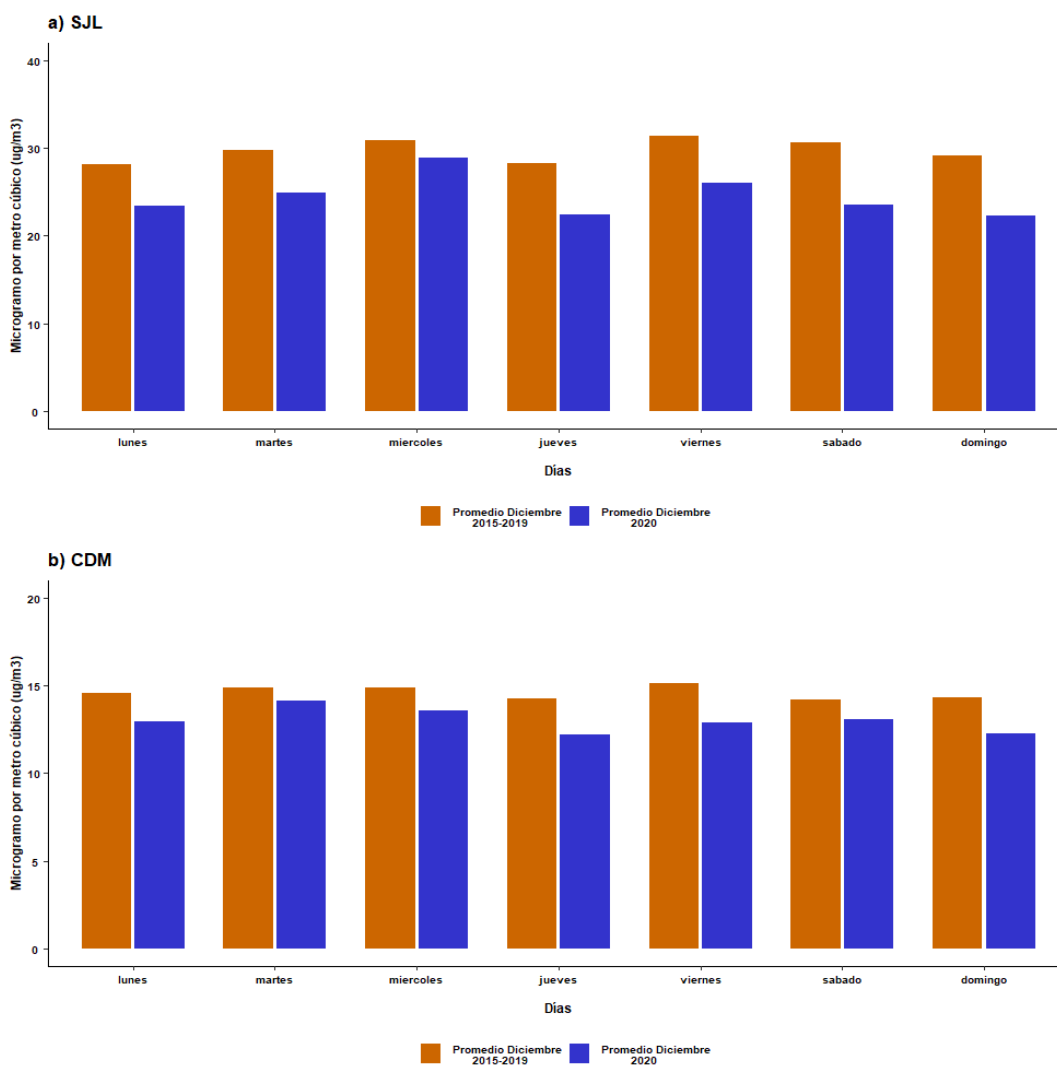 a) SJL
Microgramo por metro cúbico (ug/m3)
40
30
20
10
0
lunes martes miercoles jueves viernes sabado domingo
Dias
Promedio Diciembre Promedio Diciembre
2015-2019 2020
b) CDM
Microgramo por metro cúbico (ug/m3)
20
15
10
5
0
lunes martes miercoles jueves viernes sabado domingo
Dias
Promedio Diciembre Promedio Diciembre
2015-2019 2020